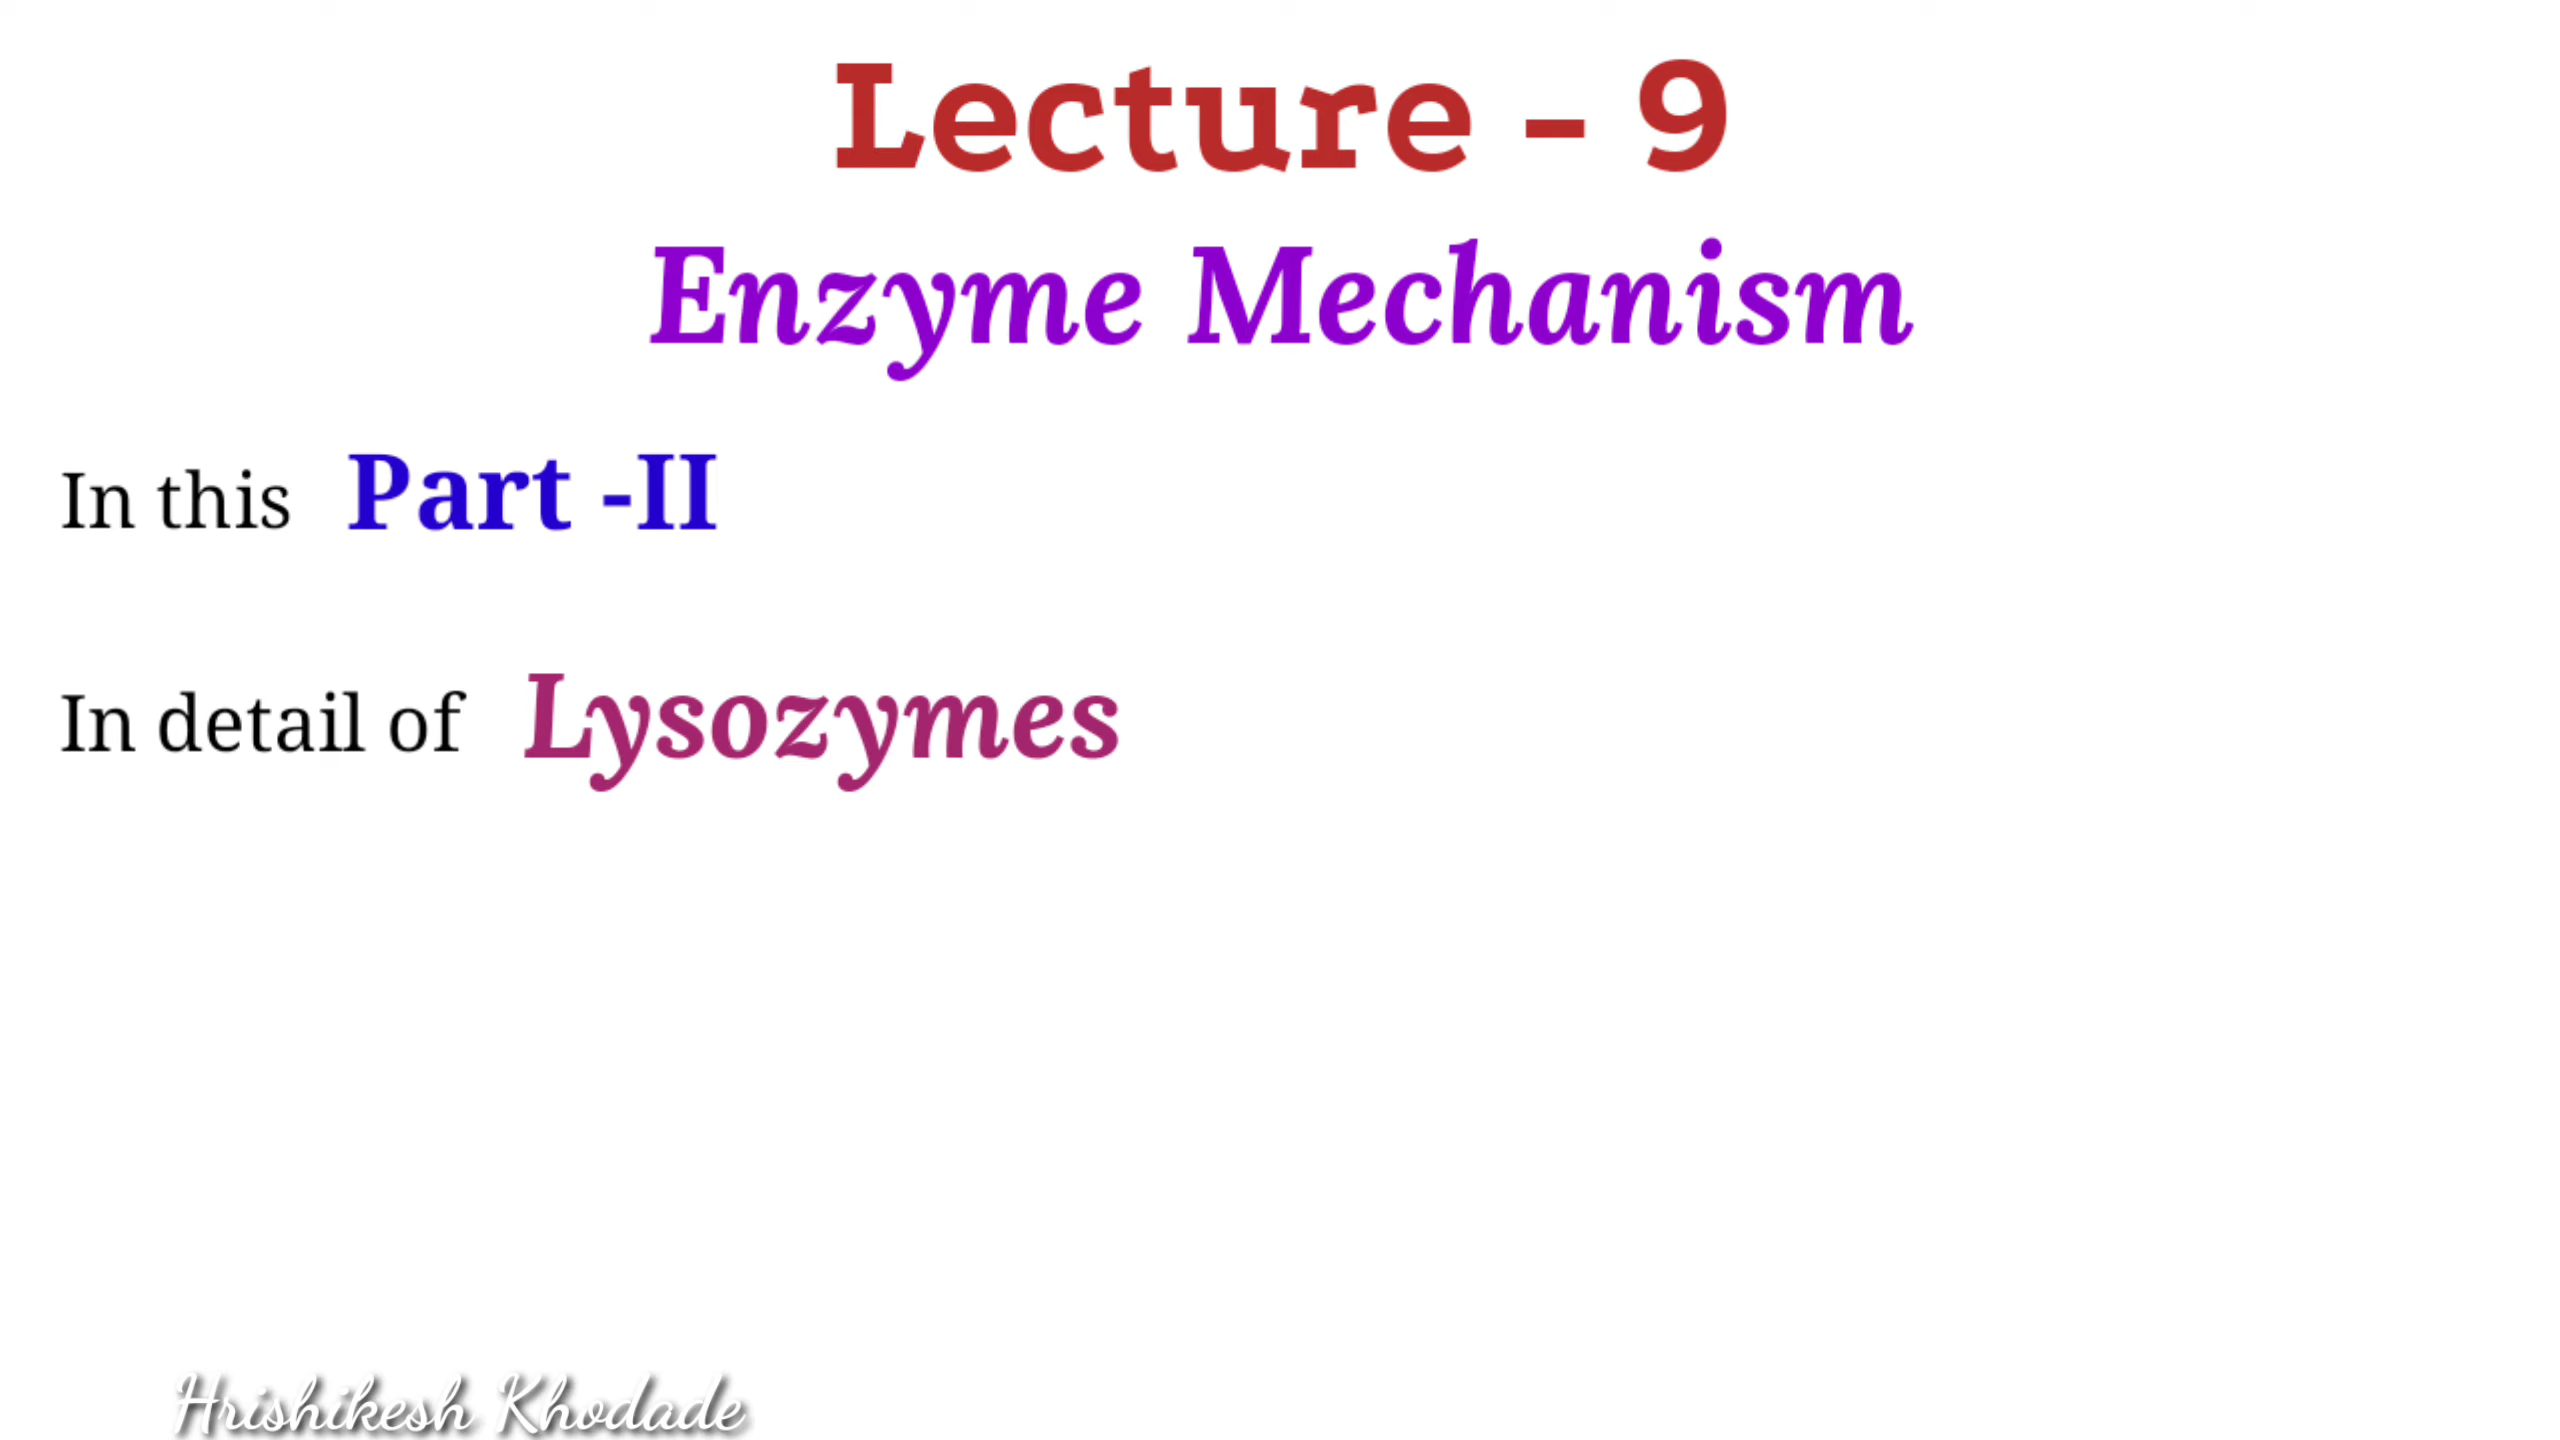 Lecture - 9
Enzyme Mechanism
In this Part -II
In detail of Lysozymes
Hrishikesh Khodade